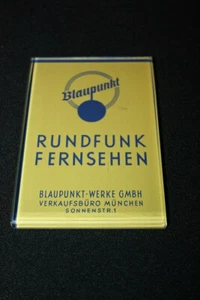 Blaupunkt
RUNDFUNK
FERNSEHEN
BLAUPUNKT-WERKE GMBH
VERKAUFSBÜRO MÜNCHEN
SONNENSTR.1